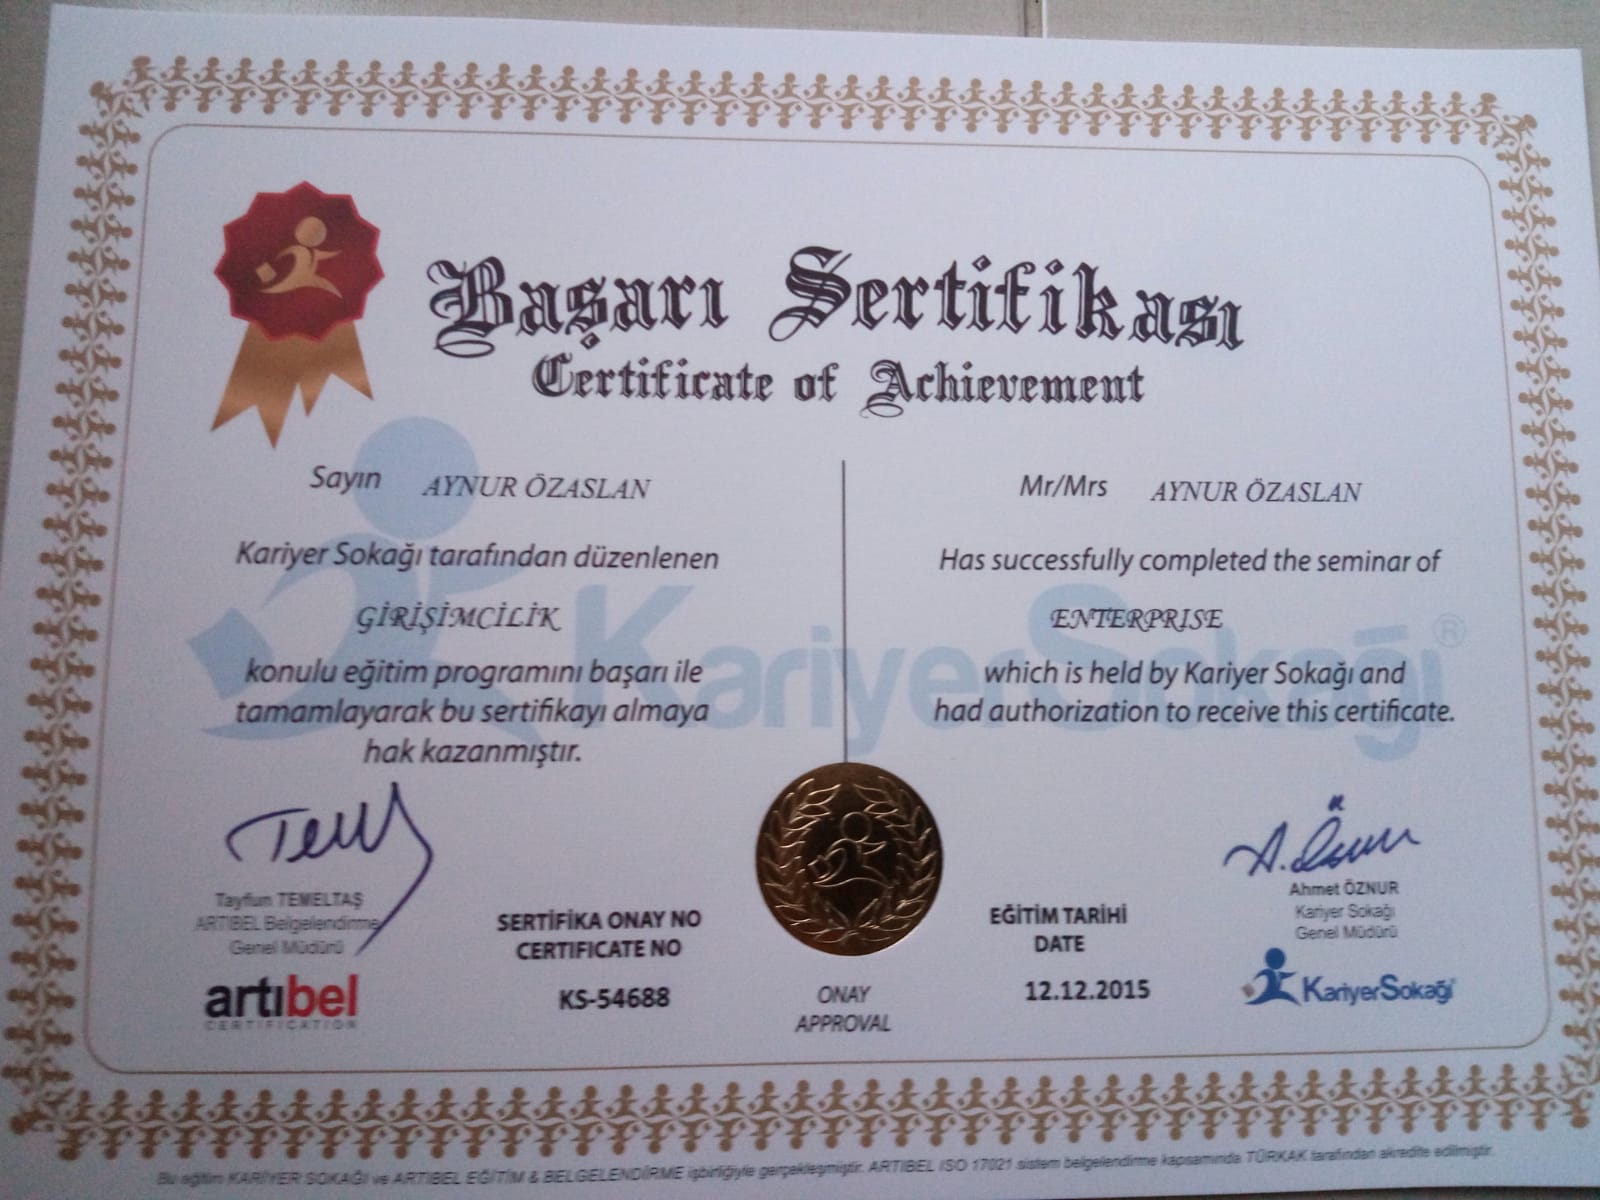 Başarı Sertifikası
Certificate of Achievement
Sayın AYNUR ÖZASLAN
Kariyer Sokağı tarafından düzenlenen
GİRİŞİMCİLİK
konulu eğitim programını başarı ile
tamamlayarak bu sertifikayı almaya
hak kazanmıştır.
Mr/Mrs AYNUR ÖZASLAN
Has successfully completed the seminar of
ENTERPRISE
which is held by Kariyer Sokağı and
had authorization to receive this certificate.
KariyerSokağı®
Tayfun TEMELTAŞ
ARTIBEL Belgelendirme
Genel Müdürü
artıbel
CERTIFICATION
SERTİFİKA ONAY NO
CERTIFICATE NO
KS-54688
ONAY
APPROVAL
EĞİTİM TARİHİ
DATE
12.12.2015
A. Öznur
Ahmet ÖZNUR
Kariyer Sokağı
Genel Müdürü
KariyerSokağı
Bu eğitim KARİYER SOKAĞI ve ARTIBEL EĞİTİM & BELGELENDİRME işbirliğiyle gerçekleşmiştir. ARTIBEL ISO 17021 sistem belgelendirme kapsamında TÜRKAK tarafından akredite edilmiştir.